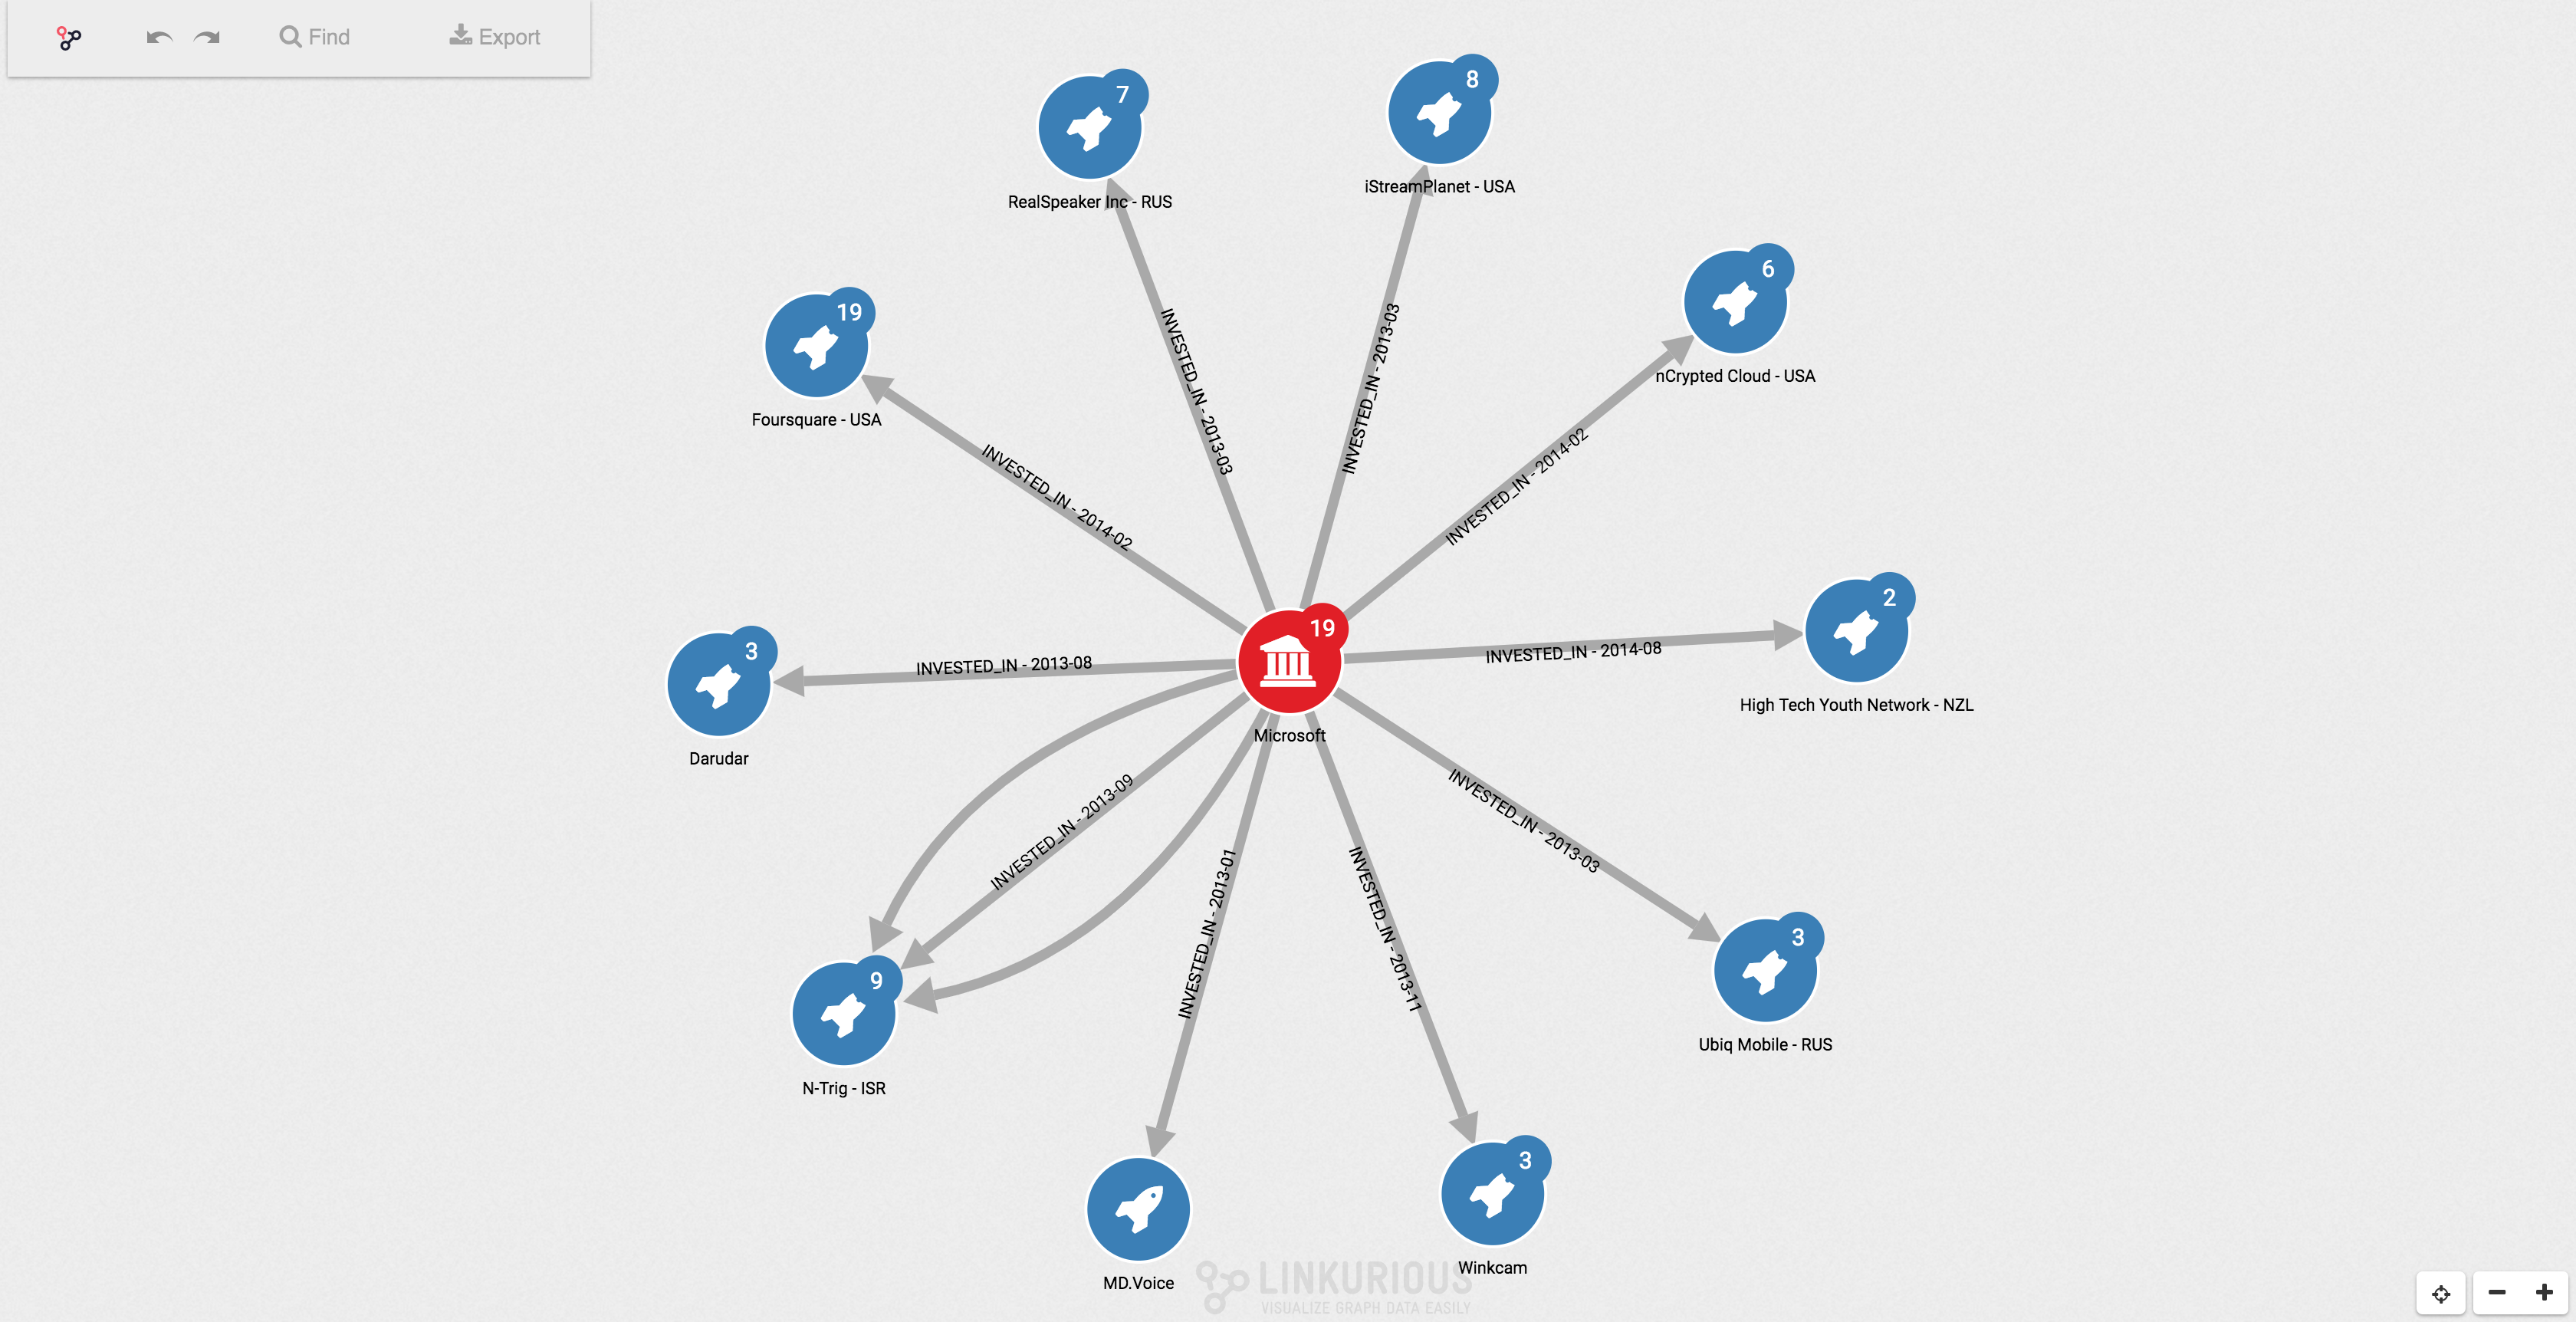 Find
Export
7
8
RealSpeaker Inc - RUS
iStreamPlanet - USA
19
6
Foursquare - USA
nCrypted Cloud - USA
INVESTED_IN - 2013-03
INVESTED_IN - 2013-03
INVESTED_IN - 2014-02
INVESTED_IN - 2014-02
3
INVESTED_IN - 2013-08
19
INVESTED_IN - 2014-08
2
Darudar
Microsoft
High Tech Youth Network - NZL
INVESTED_IN - 2013-09
INVESTED_IN - 2013-01
INVESTED_IN - 2013-11
INVESTED_IN - 2013-03
9
3
N-Trig - ISR
Ubiq Mobile - RUS
3
MD.Voice
Winkcam
LINKURIOUS
VISUALIZE GRAPH DATA EASILY